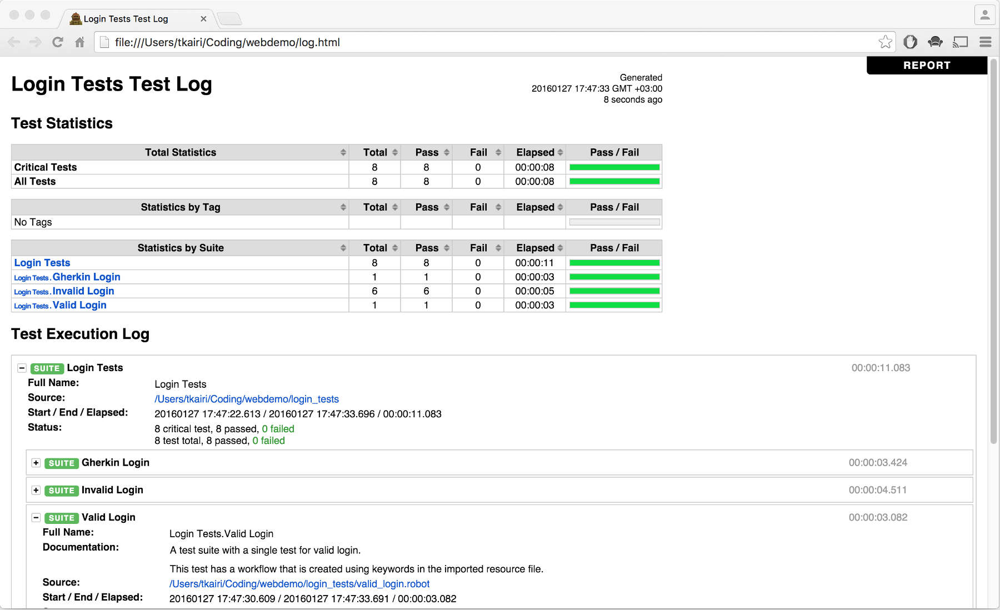 Login Tests Test Log
file:///Users/tkairi/Coding/webdemo/log.html
REPORT
Login Tests Test Log
Generated
20160127 17:47:33 GMT +03:00
8 seconds ago
Test Statistics
Total Statistics Total Pass Fail Elapsed Pass / Fail
Critical Tests 8 8 0 00:00:08
All Tests 8 8 0 00:00:08
Statistics by Tag Total Pass Fail Elapsed Pass / Fail
No Tags
Statistics by Suite Total Pass Fail Elapsed Pass / Fail
Login Tests 8 8 0 00:00:11
Login Tests . Gherkin Login 1 1 0 00:00:03
Login Tests . Invalid Login 6 6 0 00:00:05
Login Tests . Valid Login 1 1 0 00:00:03
Test Execution Log
SUITE Login Tests 00:00:11.083
Full Name: Login Tests
Source: /Users/tkairi/Coding/webdemo/login_tests
Start / End / Elapsed: 20160127 17:47:22.613 / 20160127 17:47:33.696 / 00:00:11.083
Status: 8 critical test, 8 passed, 0 failed
8 test total, 8 passed, 0 failed
SUITE Gherkin Login 00:00:03.424
SUITE Invalid Login 00:00:04.511
SUITE Valid Login 00:00:03.082
Full Name: Login Tests.Valid Login
Documentation: A test suite with a single test for valid login.
This test has a workflow that is created using keywords in the imported resource file.
Source: /Users/tkairi/Coding/webdemo/login_tests/valid_login.robot
Start / End / Elapsed: 20160127 17:47:30.609 / 20160127 17:47:33.691 / 00:00:03.082